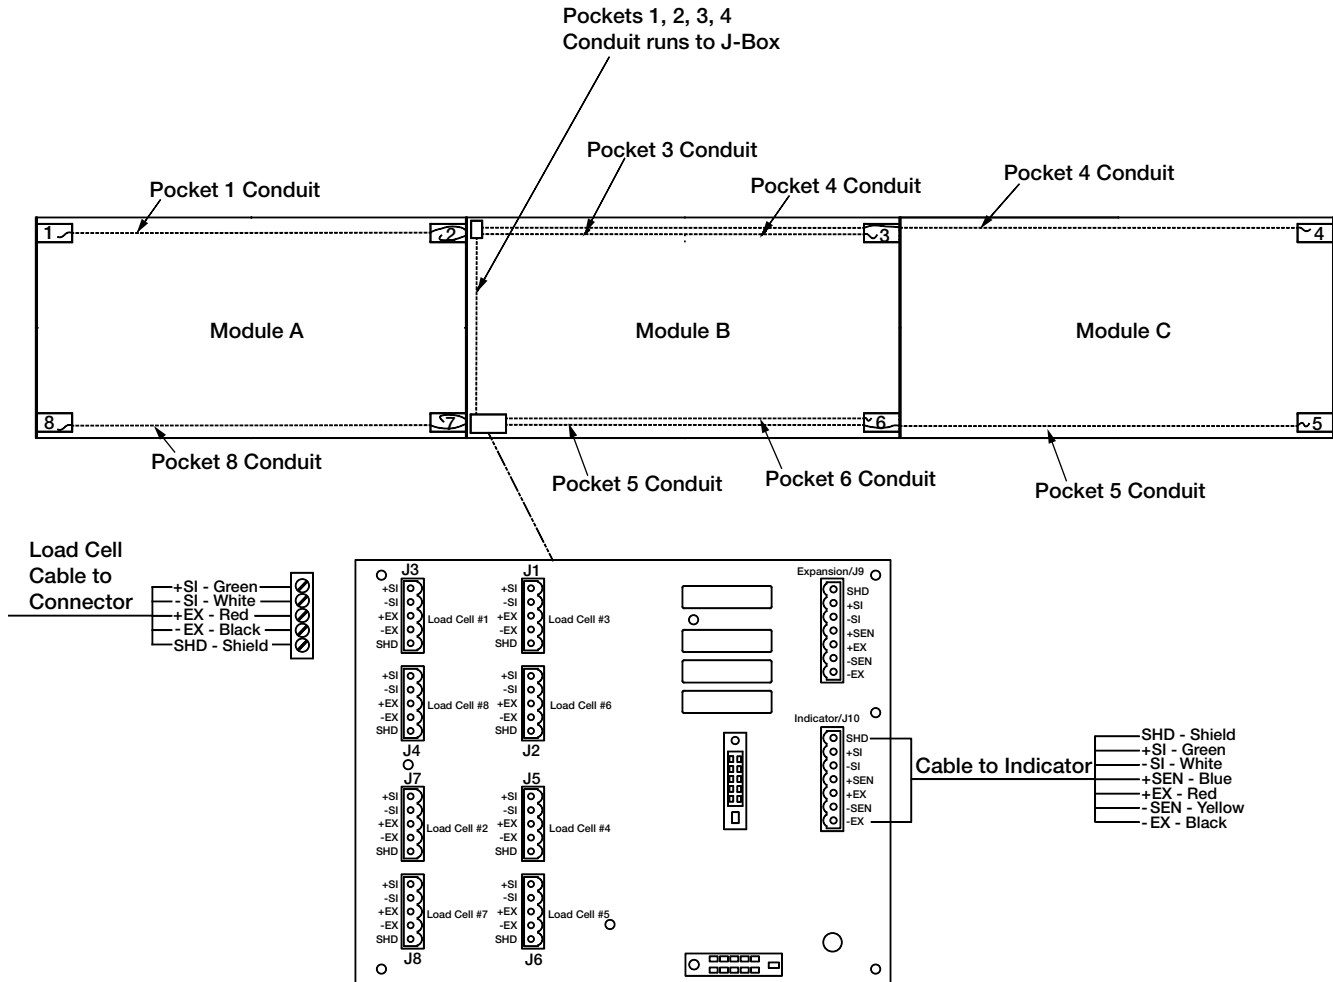 Pockets 1, 2, 3, 4
Conduit runs to J-Box
Pocket 3 Conduit
Pocket 4 Conduit
Pocket 4 Conduit
Pocket 1 Conduit
1
2
3
4
Module A
Module B
Module C
8
7
6
5
Pocket 8 Conduit
Pocket 5 Conduit
Pocket 6 Conduit
Pocket 5 Conduit
Load Cell
Cable to
Connector
+SI - Green
-SI - White
+EX - Red
-EX - Black
SHD - Shield
J3
+SI
-SI
+EX
-EX
SHD
Load Cell #1
J1
+SI
-SI
+EX
-EX
SHD
Load Cell #3
+SI
-SI
+EX
-EX
SHD
Load Cell #8
J4
+SI
-SI
+EX
-EX
SHD
Load Cell #6
J2
J7
+SI
-SI
+EX
-EX
SHD
Load Cell #2
J5
+SI
-SI
+EX
-EX
SHD
Load Cell #4
+SI
-SI
+EX
-EX
SHD
Load Cell #7
J8
+SI
-SI
+EX
-EX
SHD
Load Cell #5
J6
Expansion/J9
SHD
+SI
-SI
+SEN
+EX
-SEN
-EX
Indicator/J10
SHD
+SI
-SI
+SEN
+EX
-SEN
-EX
Cable to Indicator
SHD - Shield
+SI - Green
-SI - White
+SEN - Blue
+EX - Red
-SEN - Yellow
-EX - Black